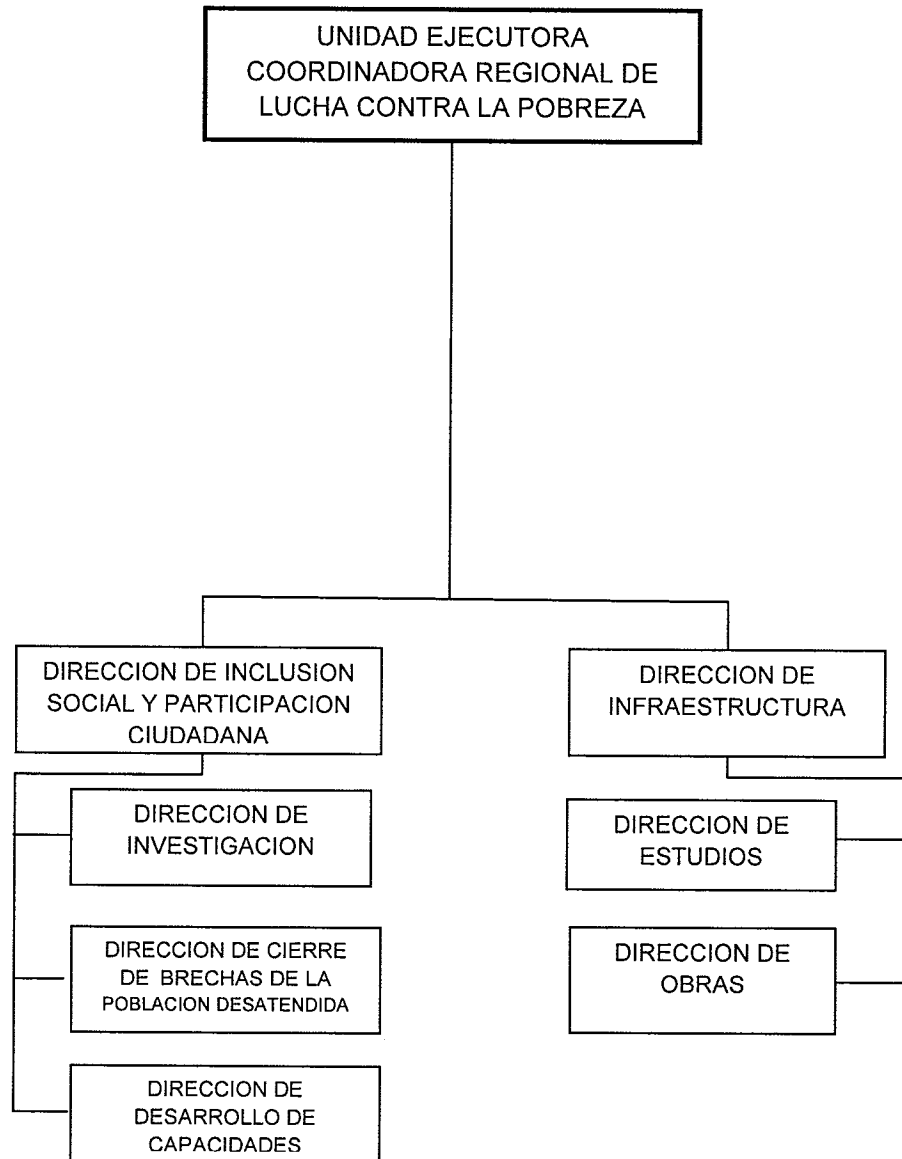 UNIDAD EJECUTORA
COORDINADORA REGIONAL DE
LUCHA CONTRA LA POBREZA
DIRECCION DE INCLUSION
SOCIAL Y PARTICIPACION
CIUDADANA
DIRECCION DE
INVESTIGACION
DIRECCION DE CIERRE
DE BRECHAS DE LA
POBLACION DESATENDIDA
DIRECCION DE
DESARROLLO DE
CAPACIDADES
DIRECCION DE
INFRAESTRUCTURA
DIRECCION DE
ESTUDIOS
DIRECCION DE
OBRAS